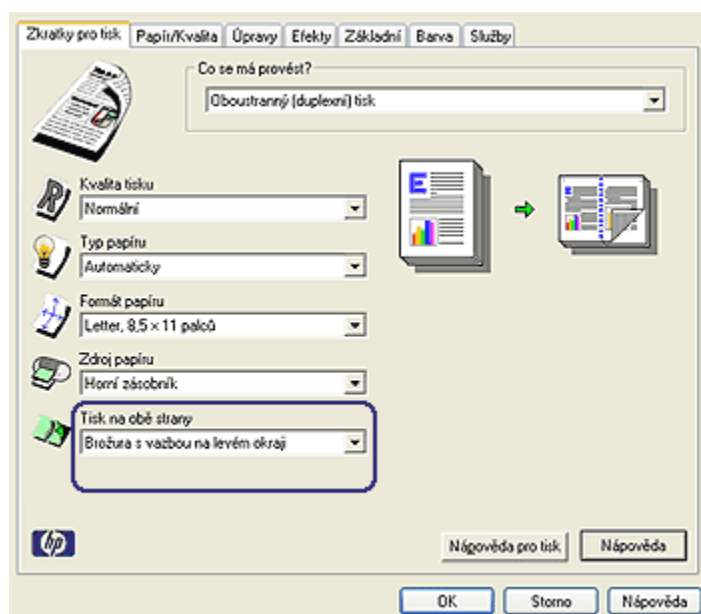 Zkratky pro tisk Papír/Kvalita Úpravy Efekty Základní Barva Služby
Co se má provést?
Oboustranný (duplexní) tisk
Kvalita tisku
Normální
Typ papíru
Automaticky
Formát papíru
Letter, 8,5 × 11 palců
Zdroj papíru
Horní zásobník
Tisk na obě strany
Brožura s vazbou na levém okraji
E
E
hp
Nápověda pro tisk Nápověda
OK Storno Nápověda